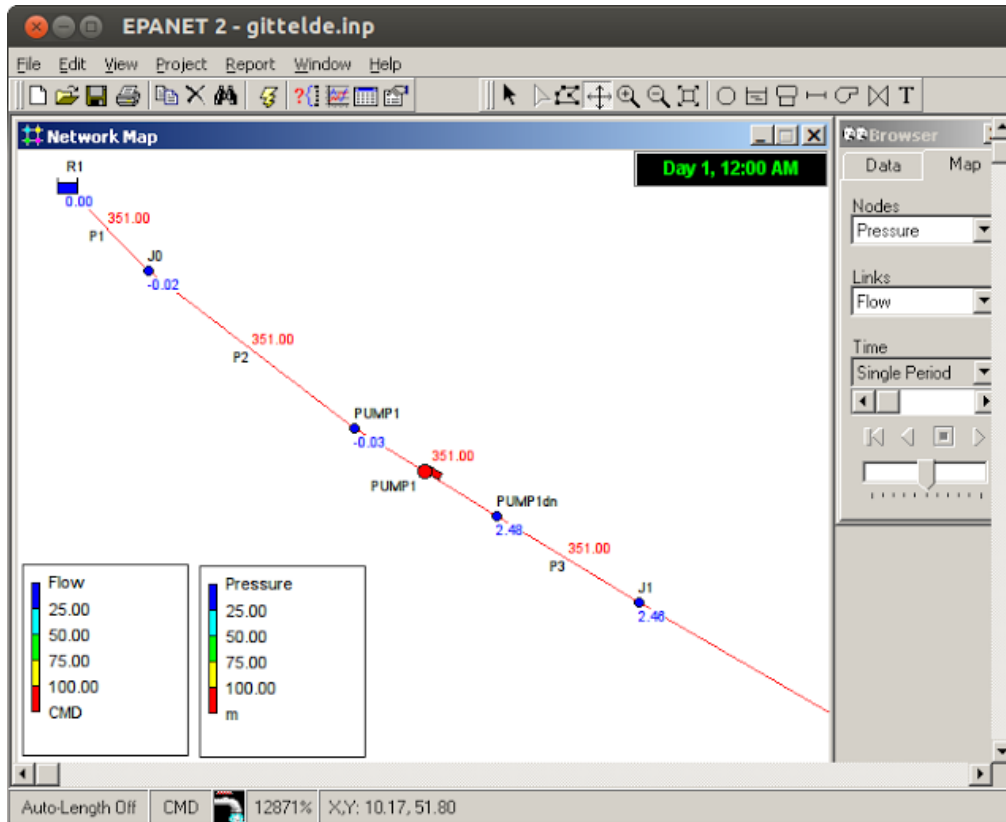 EPANET 2 - gittelde.inp
File Edit View Project Report Window Help
T
Network Map
Day 1, 12:00 AM
R1
0.00
351.00
P1
J0
-0.02
351.00
P2
PUMP1
-0.03
351.00
PUMP1
PUMP1dn
2.48
351.00
P3
J1
2.46
Flow
25.00
50.00
75.00
100.00
CMD
Pressure
25.00
50.00
75.00
100.00
m
Browser
Data Map
Nodes
Pressure
Links
Flow
Time
Single Period
Auto-Length Off CMD 12871% X,Y: 10.17, 51.80